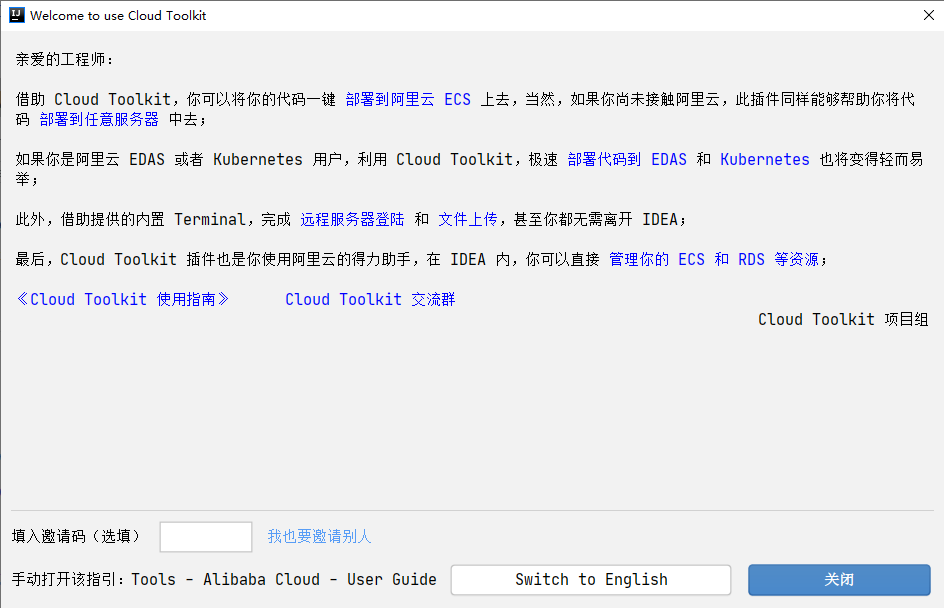 IJ Welcome to use Cloud Toolkit
亲爱的工程师：
借助 Cloud Toolkit，你可以将你的代码一键 部署到阿里云 ECS 上去，当然，如果你尚未接触阿里云，此插件同样能够帮助你将代
码 部署到任意服务器 中去；
如果你是阿里云 EDAS 或者 Kubernetes 用户，利用 Cloud Toolkit，极速 部署代码到 EDAS 和 Kubernetes 也将变得轻而易
举；
此外，借助提供的内置 Terminal，完成 远程服务器登陆 和 文件上传，甚至你都无需离开 IDEA；
最后，Cloud Toolkit 插件也是你使用阿里云的得力助手，在 IDEA 内，你可以直接 管理你的 ECS 和 RDS 等资源；
《Cloud Toolkit 使用指南》 Cloud Toolkit 交流群
Cloud Toolkit 项目组
填入邀请码（选填） 我也要邀请别人
手动打开该指引：Tools - Alibaba Cloud - User Guide Switch to English 关闭